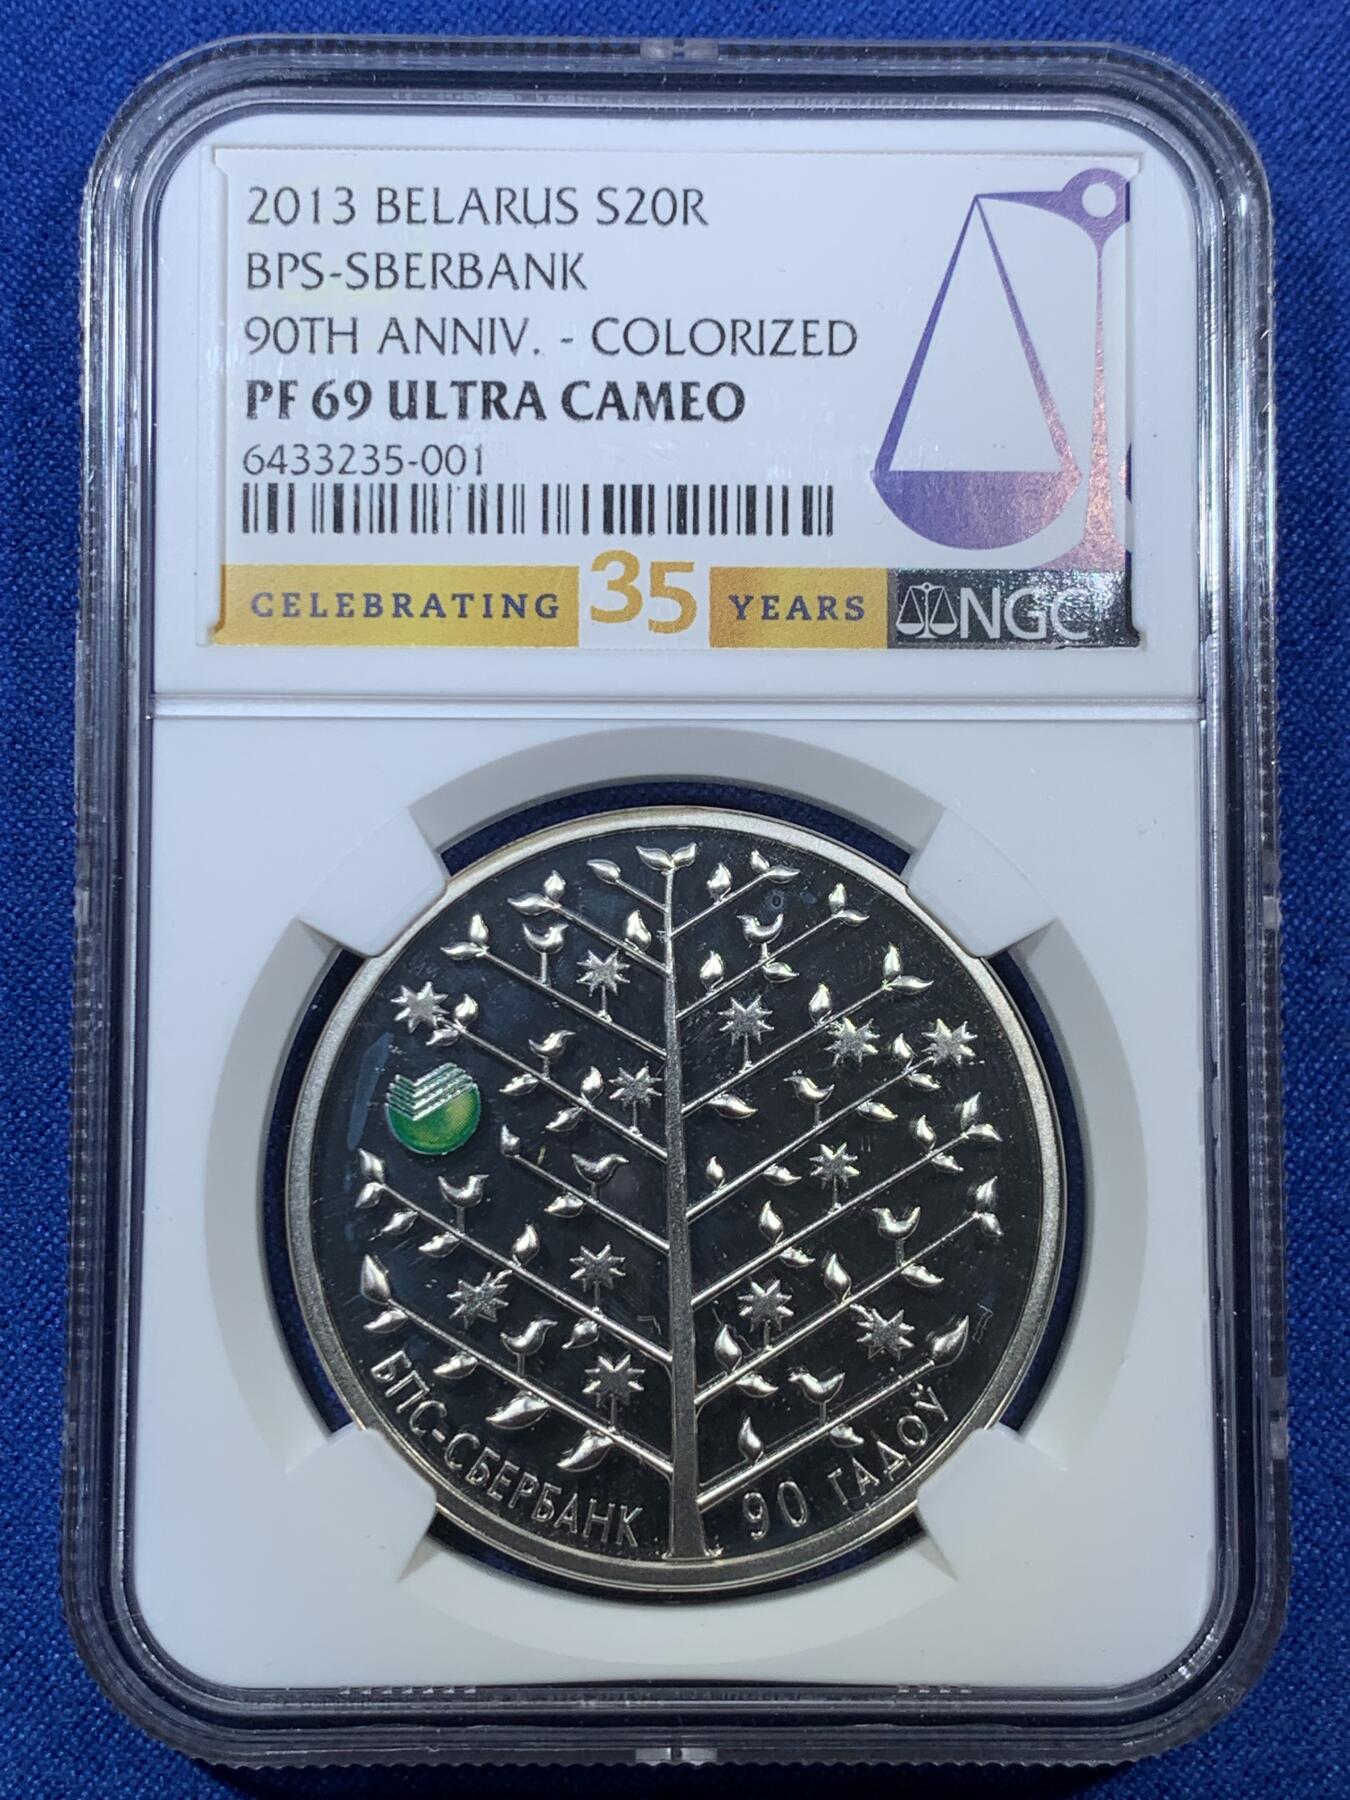 2013 BELARUS S20R
BPS-SBERBANK
90TH ANNIV. - COLORIZED
PF 69 ULTRA CAMEO
6433235-001
CELEBRATING 35 YEARS NGC
БПС-СБЕРБАНК 90 ГАДОЎ